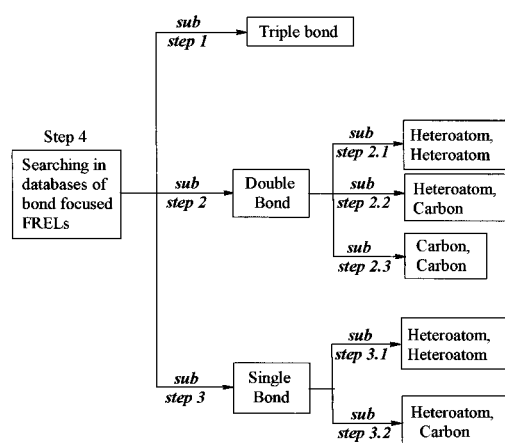 sub
step 1
Triple bond
Step 4
Searching in
databases of
bond focused
FRELs
sub
step 2
Double
Bond
sub
step 2.1
Heteroatom,
Heteroatom
sub
step 2.2
Heteroatom,
Carbon
sub
step 2.3
Carbon,
Carbon
sub
step 3
Single
Bond
sub
step 3.1
Heteroatom,
Heteroatom
sub
step 3.2
Heteroatom,
Carbon